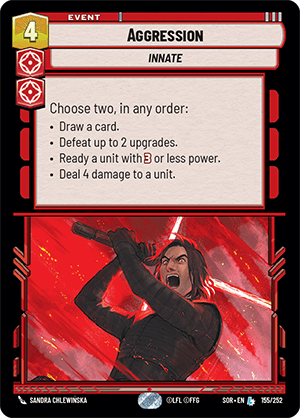 EVENT
4
AGGRESSION
INNATE
Choose two, in any order:
• Draw a card.
• Defeat up to 2 upgrades.
• Ready a unit with 3 or less power.
• Deal 4 damage to a unit.
SANDRA CHLEWIŃSKA
©LFL ©FFG
SOR • EN
155/252